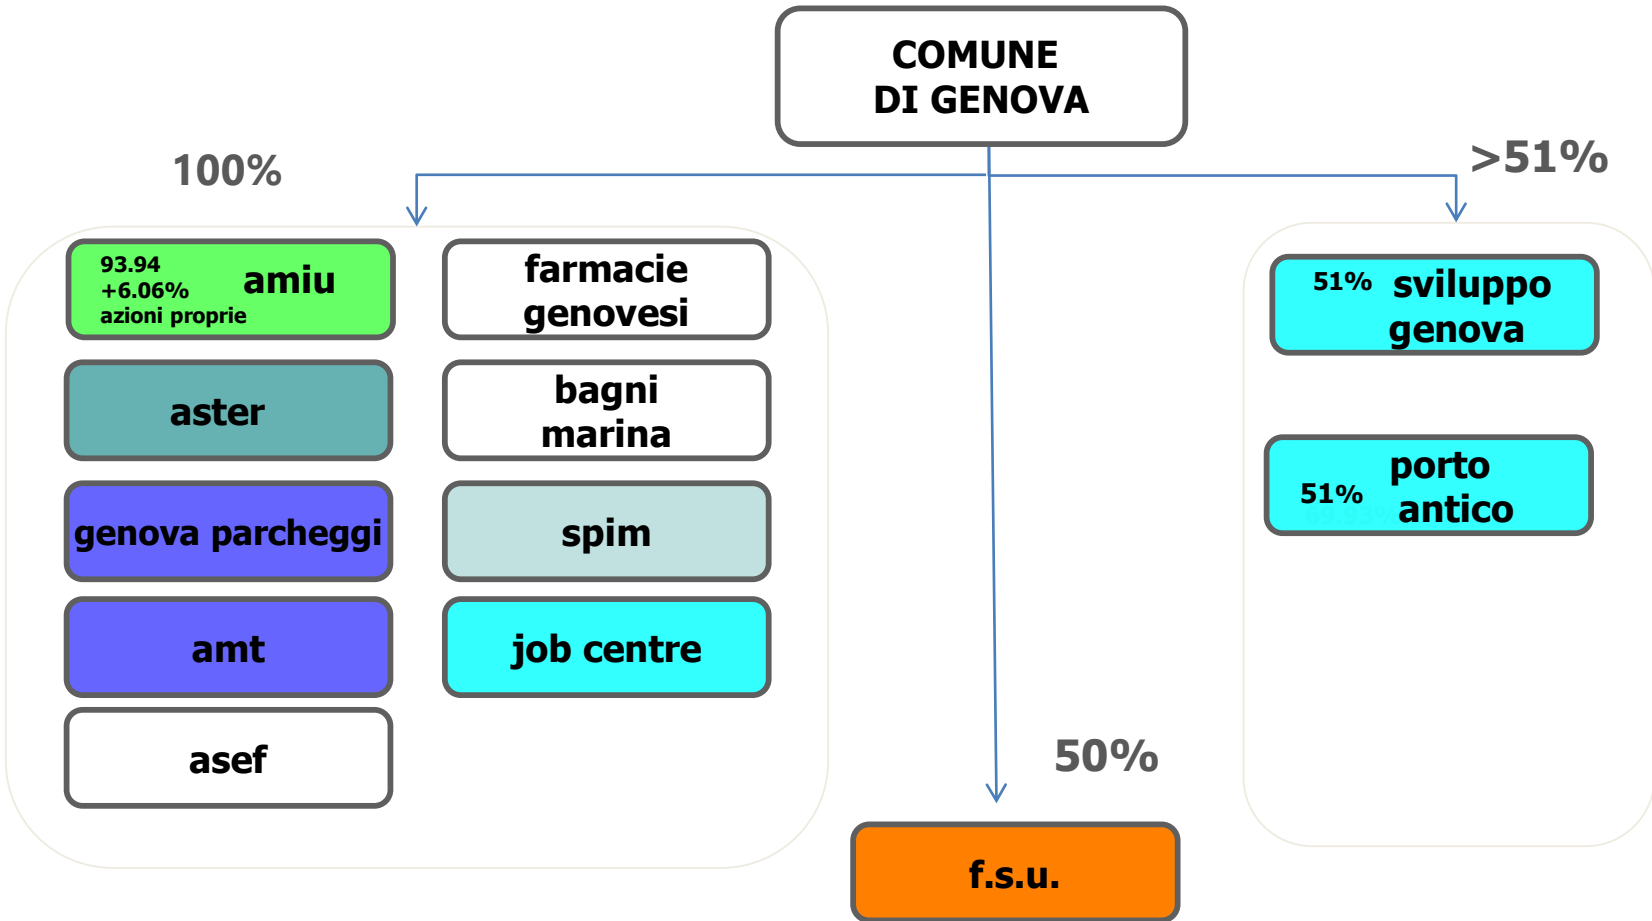 COMUNE
DI GENOVA
100%
>51%
93.94
+6.06%
azioni proprie
amiu
farmacie
genovesi
51% sviluppo
genova
aster
bagni
marina
porto
51% antico
genova parcheggi
spim
amt
job centre
asef
50%
f.s.u.